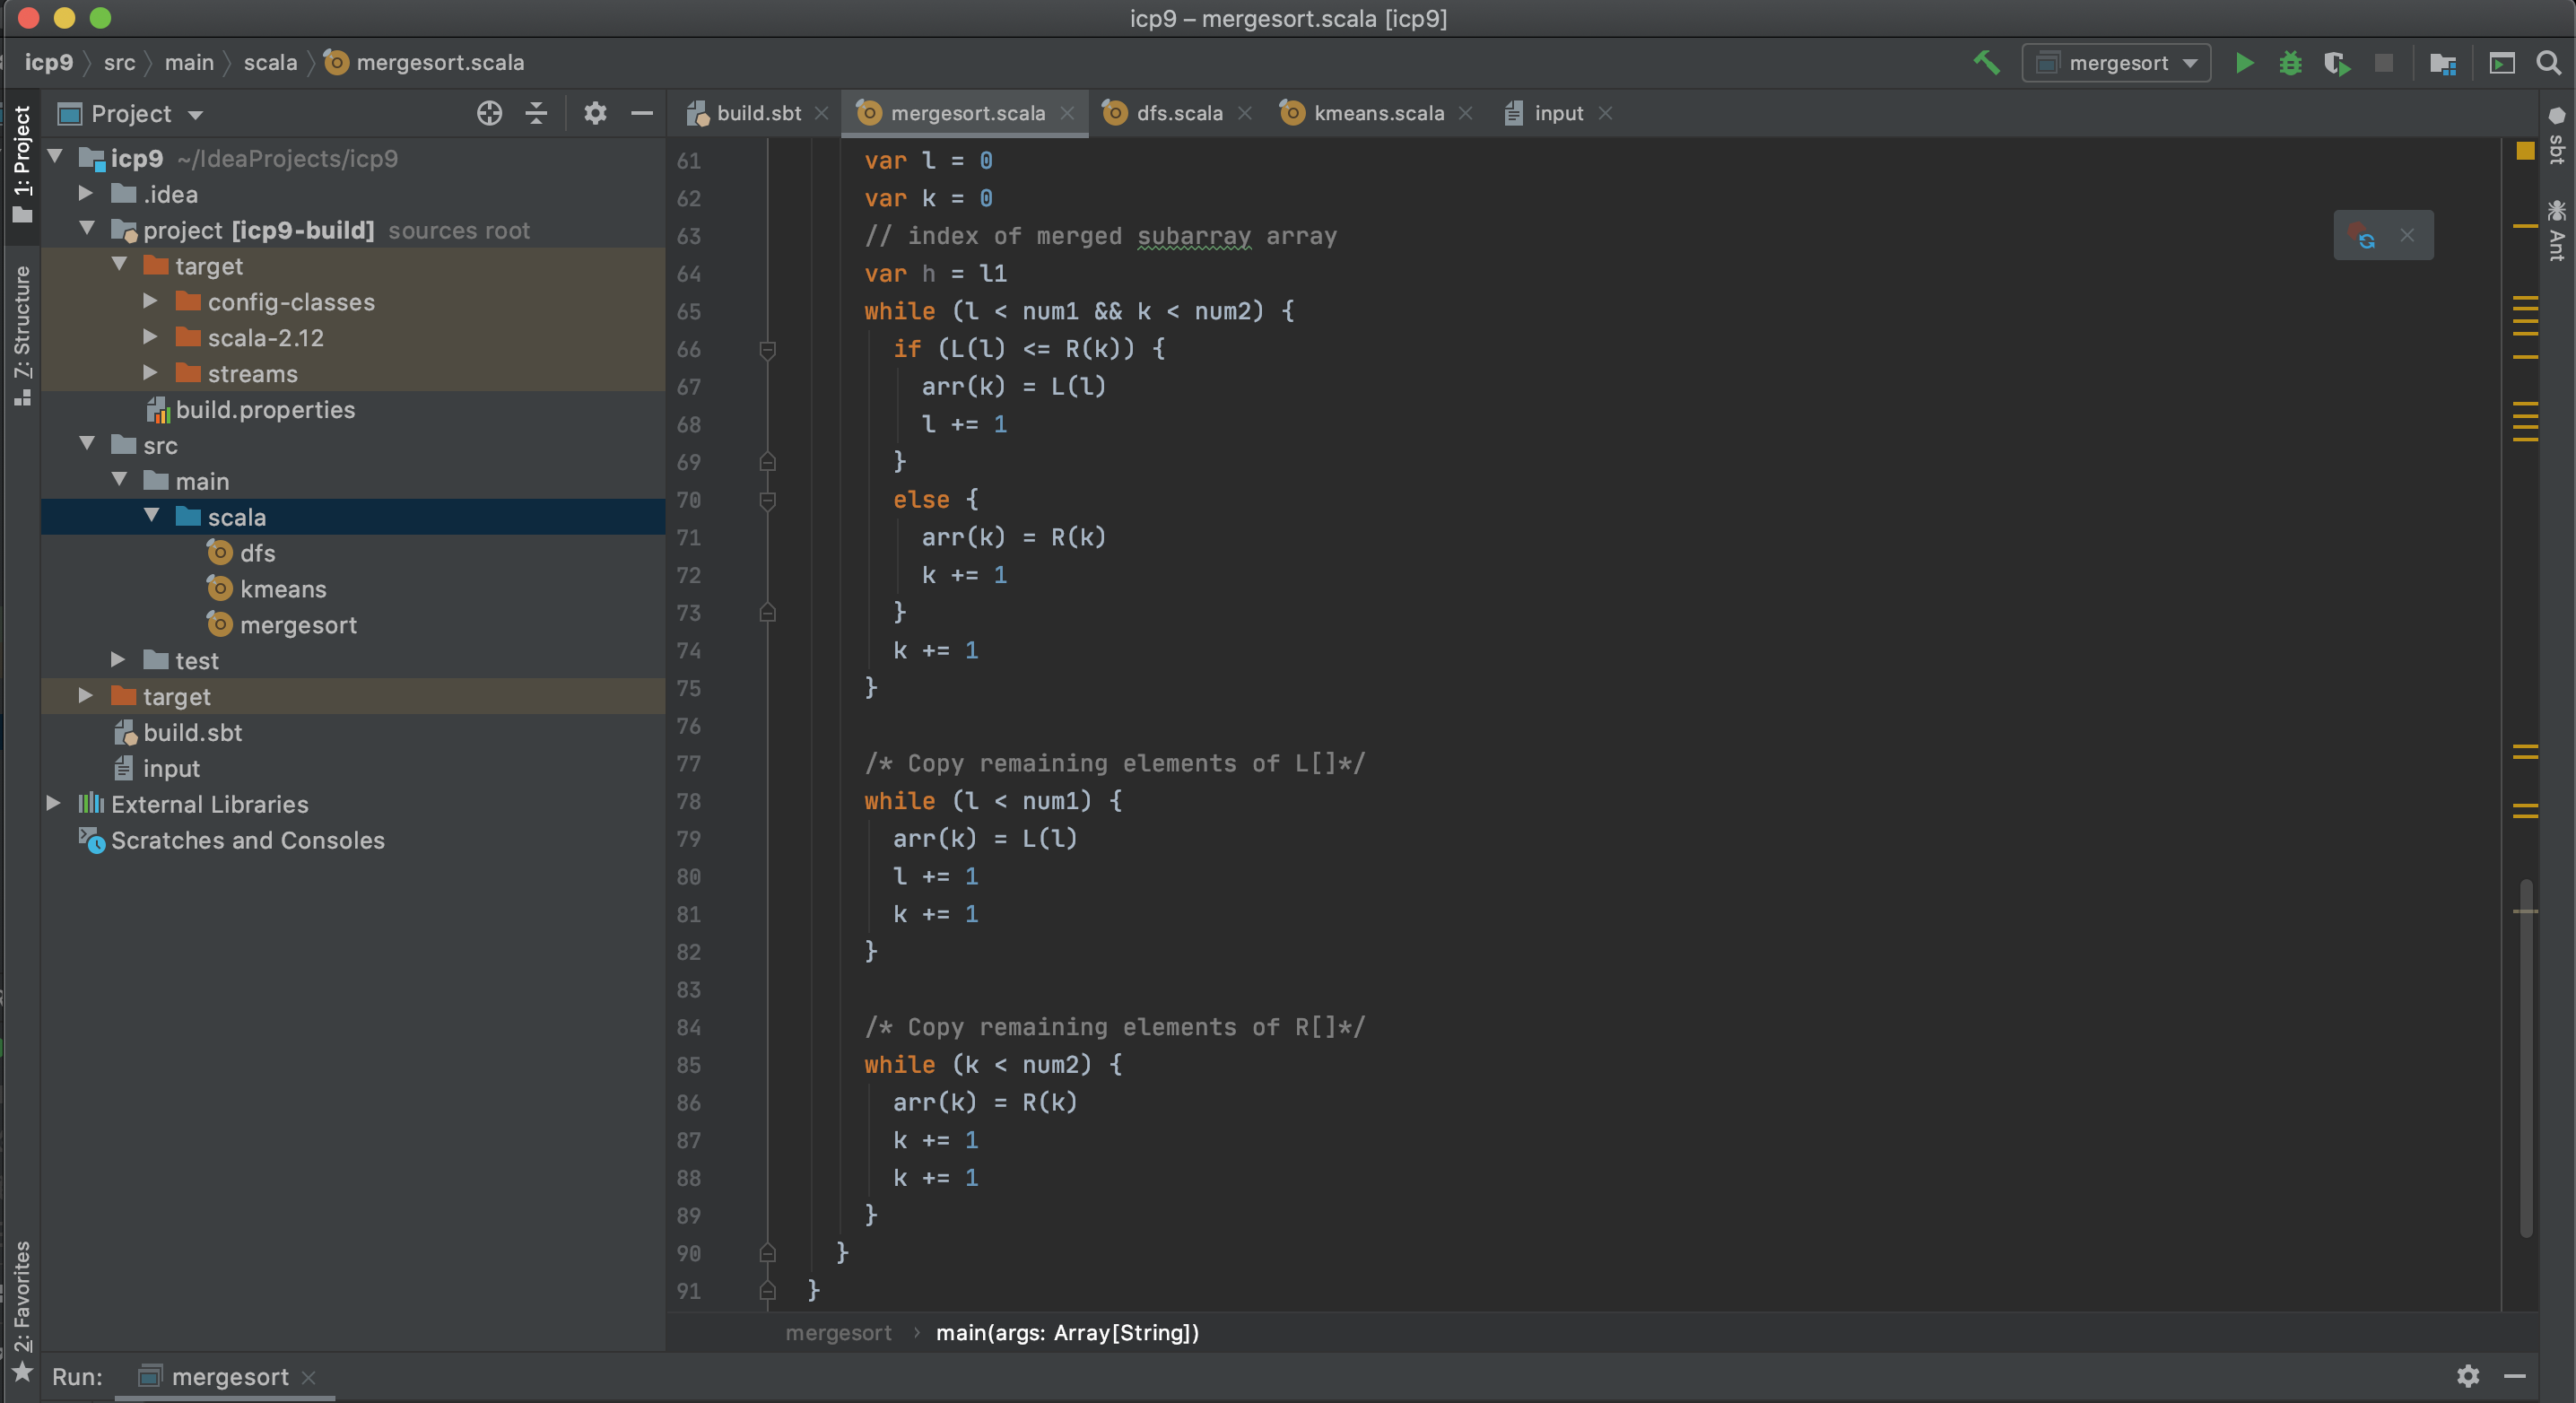 icp9 – mergesort.scala [icp9]
icp9 src main scala mergesort.scala mergesort
1: Project
7: Structure
2: Favorites
Project
icp9 ~/IdeaProjects/icp9
.idea
project [icp9-build] sources root
target
config-classes
scala-2.12
streams
build.properties
src
main
scala
dfs
kmeans
mergesort
test
target
build.sbt
input
External Libraries
Scratches and Consoles
build.sbt mergesort.scala dfs.scala kmeans.scala input
61 var l = 0
62 var k = 0
63 // index of merged subarray array
64 var h = l1
65 while (l < num1 && k < num2) {
66 if (L(l) <= R(k)) {
67 arr(k) = L(l)
68 l += 1
69 }
70 else {
71 arr(k) = R(k)
72 k += 1
73 }
74 k += 1
75 }
76
77 /* Copy remaining elements of L[]*/
78 while (l < num1) {
79 arr(k) = L(l)
80 l += 1
81 k += 1
82 }
83
84 /* Copy remaining elements of R[]*/
85 while (k < num2) {
86 arr(k) = R(k)
87 k += 1
88 k += 1
89 }
90 }
91 }
mergesort › main(args: Array[String])
sbt
Ant
Run: mergesort